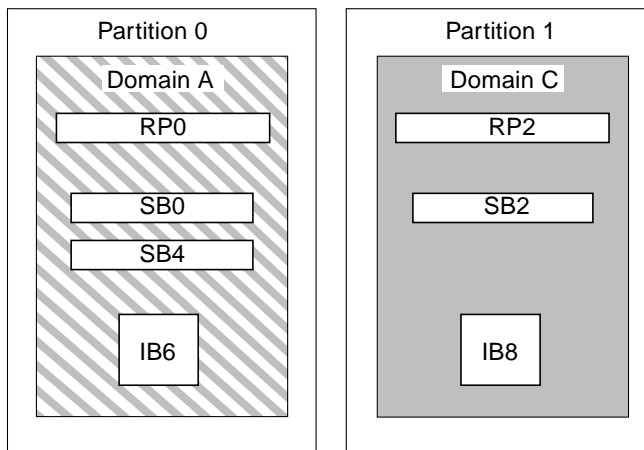 Partition 0
Domain A
RP0
SB0
SB4
IB6
Partition 1
Domain C
RP2
SB2
IB8